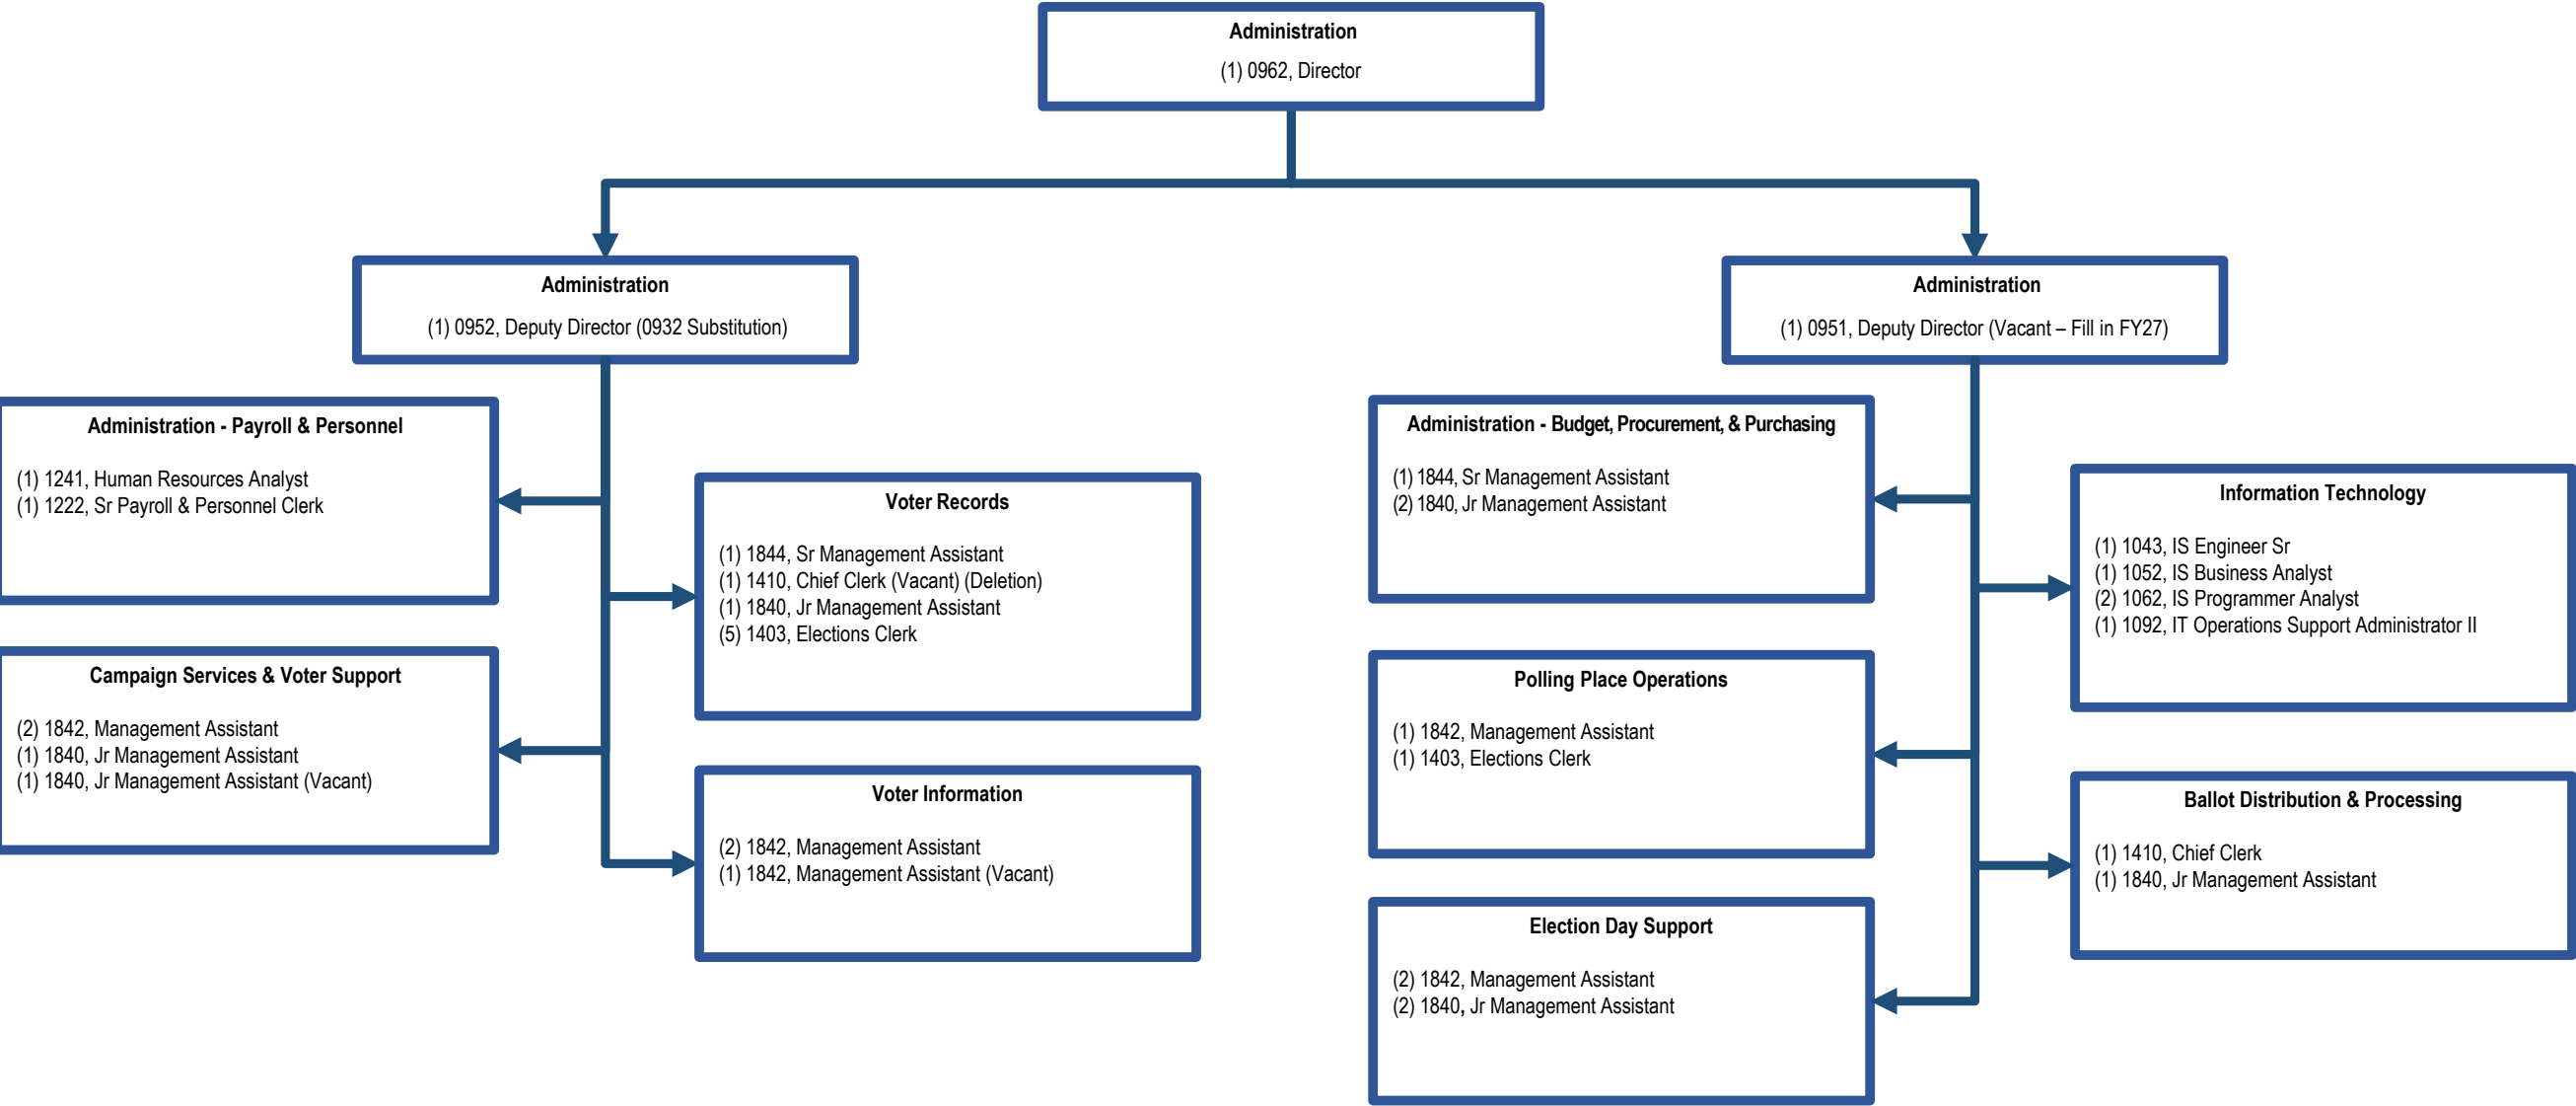 Administration
(1) 0962, Director
Administration
(1) 0952, Deputy Director (0932 Substitution)
Administration
(1) 0951, Deputy Director (Vacant – Fill in FY27)
Administration - Payroll & Personnel
(1) 1241, Human Resources Analyst
(1) 1222, Sr Payroll & Personnel Clerk
Voter Records
(1) 1844, Sr Management Assistant
(1) 1410, Chief Clerk (Vacant) (Deletion)
(1) 1840, Jr Management Assistant
(5) 1403, Elections Clerk
Campaign Services & Voter Support
(2) 1842, Management Assistant
(1) 1840, Jr Management Assistant
(1) 1840, Jr Management Assistant (Vacant)
Voter Information
(2) 1842, Management Assistant
(1) 1842, Management Assistant (Vacant)
Administration - Budget, Procurement, & Purchasing
(1) 1844, Sr Management Assistant
(2) 1840, Jr Management Assistant
Information Technology
(1) 1043, IS Engineer Sr
(1) 1052, IS Business Analyst
(2) 1062, IS Programmer Analyst
(1) 1092, IT Operations Support Administrator II
Polling Place Operations
(1) 1842, Management Assistant
(1) 1403, Elections Clerk
Ballot Distribution & Processing
(1) 1410, Chief Clerk
(1) 1840, Jr Management Assistant
Election Day Support
(2) 1842, Management Assistant
(2) 1840, Jr Management Assistant